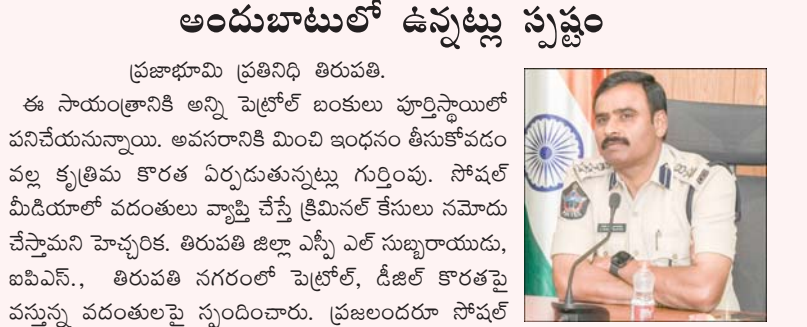 అందుబాటులో ఉన్నట్లు స్పష్టం
ప్రజాభూమి ప్రతినిధి తిరుపతి.
ఈ సాయంత్రానికి అన్ని పెట్రోల్ బంకులు పూర్తిస్థాయిలో
పనిచేయనున్నాయి. అవసరానికి మించి ఇంధనం తీసుకోవడం
వల్ల కృత్రిమ కొరత ఏర్పడుతున్నట్లు గుర్తింపు. సోషల్
మీడియాలో వదంతులు వ్యాప్తి చేస్తే క్రిమినల్ కేసులు నమోదు
చేస్తామని హెచ్చరిక. తిరుపతి జిల్లా ఎస్పీ ఎల్ సుబ్బరాయుడు,
ఐపిఎస్., తిరుపతి నగరంలో పెట్రోల్, డీజిల్ కొరతపై
వస్తున్న వదంతులపై స్పందించారు. ప్రజలందరూ సోషల్